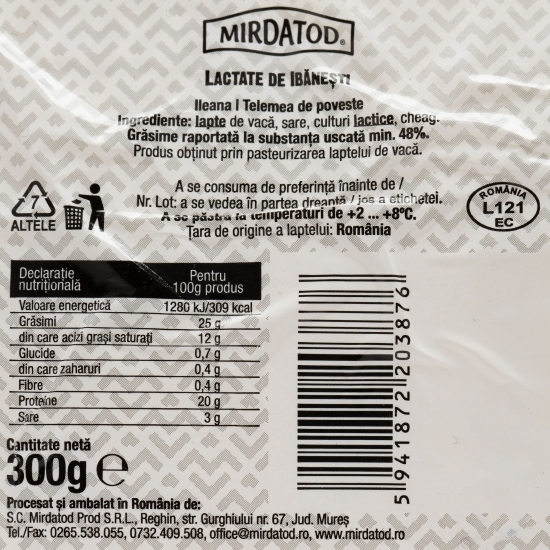 MIRDATOD®
LACTATE DE IBĂNEȘTI
Ileana | Telemea de poveste
Ingrediente: lapte de vacă, sare, culturi lactice, cheag.
Grăsime raportată la substanța uscată min. 48%.
Produs obținut prin pasteurizarea laptelui de vacă.
A se consuma de preferință înainte de /
Nr. Lot: a se vedea în partea dreaptă / jos a etichetei.
A se păstra la temperaturi de +2 ... +8°C.
Țara de origine a laptelui: România
7
ALTELE
ROMÂNIA
L121
EC
Declarație nutrițională Pentru 100g produs
Valoare energetică 1280 kJ/309 kcal
Grăsimi 25 g
din care acizi grași saturați 12 g
Glucide 0,7 g
din care zaharuri 0,4 g
Fibre 0,4 g
Proteine 20 g
Sare 3 g
5 941872 203876
Cantitate netă
300g e
Procesat și ambalat în România de:
S.C. Mirdatod Prod S.R.L., Reghin, str. Gurghiului nr. 67, Jud. Mureș
Tel./Fax: 0265.538.055, 0732.409.508, office@mirdatod.ro, www.mirdatod.ro